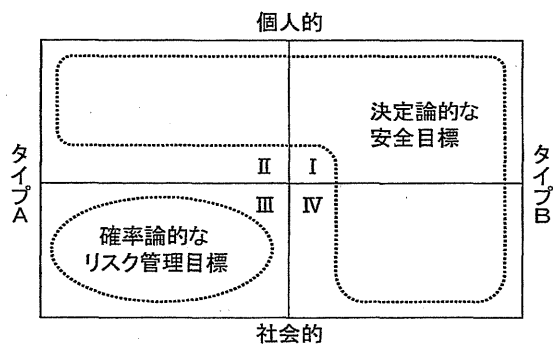 個人的
決定論的な
安全目標
タイプA
II I
タイプB
III IV
確率論的な
リスク管理目標
社会的